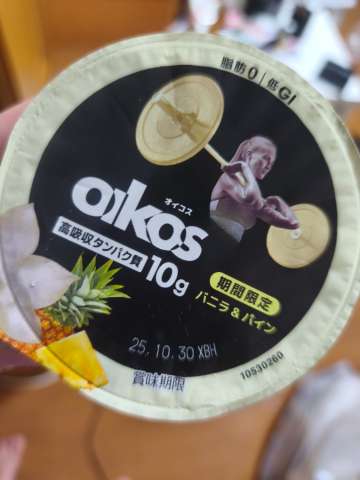 脂肪0|低GI
オイコス
oikos
高吸収タンパク質
10g
期間限定
バニラ&パイン
25.10.30 XBH
賞味期限
10530260